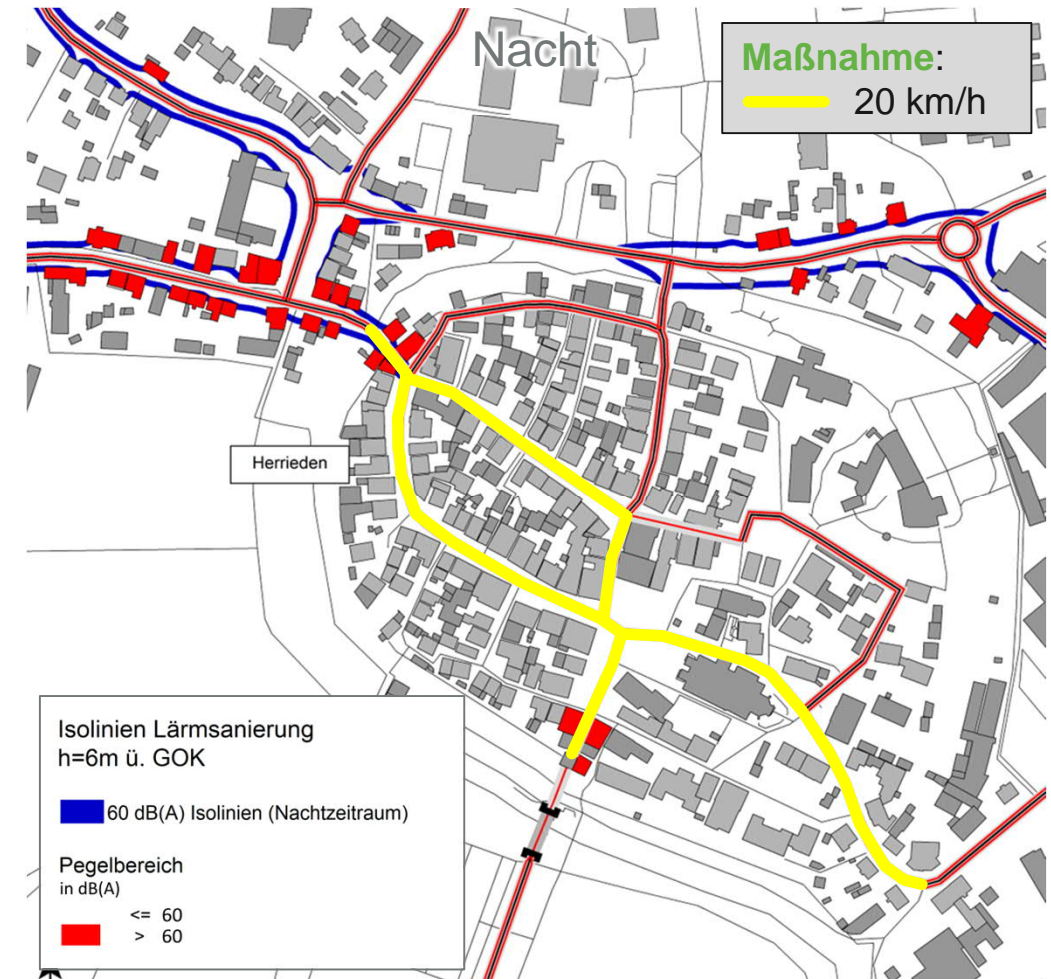 Nacht
Maßnahme:
20 km/h
Herrieden
Isolinien Lärmsanierung
h=6m ü. GOK
60 dB(A) Isolinien (Nachtzeitraum)
Pegelbereich
in dB(A)
<= 60
> 60